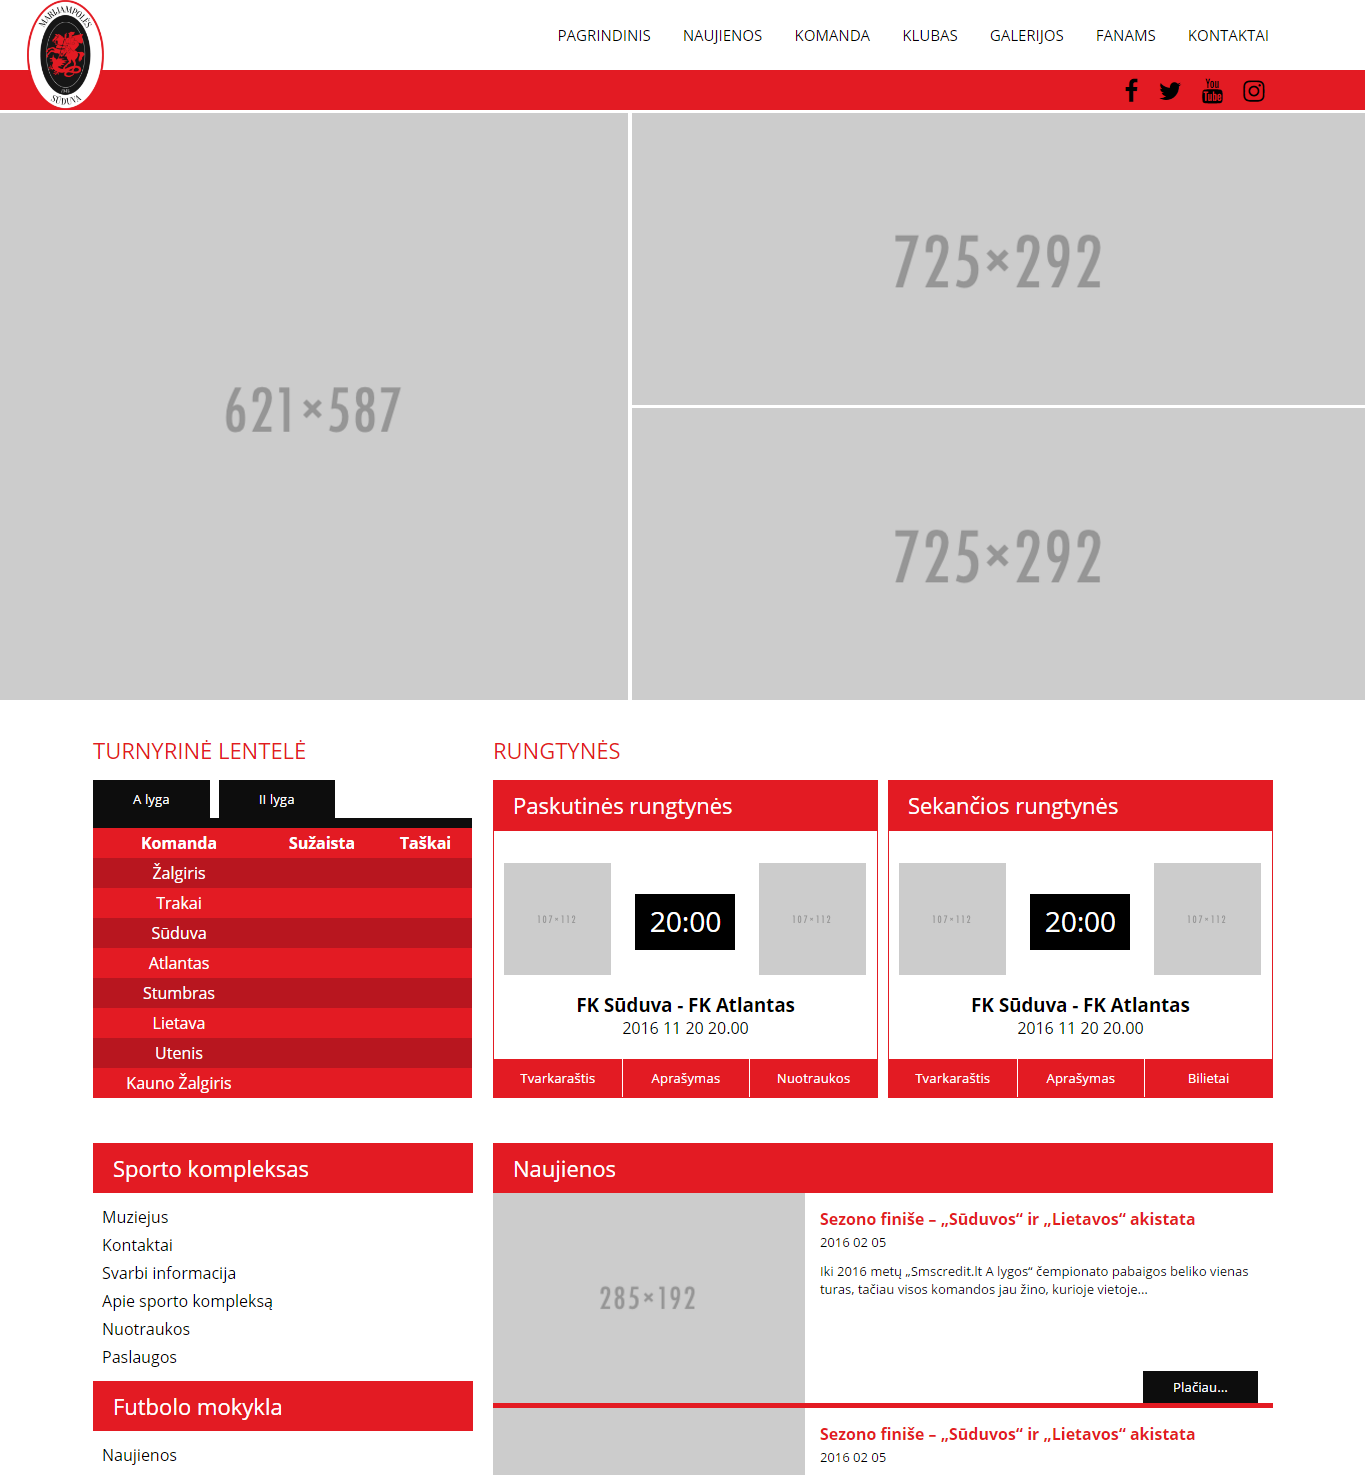 MARIJAMPOLĖS
1942
SŪDUVA
PAGRINDINIS NAUJIENOS KOMANDA KLUBAS GALERIJOS FANAMS KONTAKTAI
You
Tube
621×587
725×292
725×292
TURNYRINĖ LENTELĖ
A lyga II lyga
Komanda Sužaista Taškai
Žalgiris
Trakai
Sūduva
Atlantas
Stumbras
Lietava
Utenis
Kauno Žalgiris
RUNGTYNĖS
Paskutinės rungtynės
107×112 20:00 107×112
FK Sūduva - FK Atlantas
2016 11 20 20.00
Tvarkaraštis Aprašymas Nuotraukos
Sekančios rungtynės
107×112 20:00 107×112
FK Sūduva - FK Atlantas
2016 11 20 20.00
Tvarkaraštis Aprašymas Bilietai
Sporto kompleksas
Muziejus
Kontaktai
Svarbi informacija
Apie sporto kompleksą
Nuotraukos
Paslaugos
Futbolo mokykla
Naujienos
Naujienos
285×192
Sezono finiše – „Sūduvos“ ir „Lietavos“ akistata
2016 02 05
Iki 2016 metų „Smscredit.lt A lygos“ čempionato pabaigos beliko vienas
turas, tačiau visos komandos jau žino, kurioje vietoje...
Plačiau...
Sezono finiše – „Sūduvos“ ir „Lietavos“ akistata
2016 02 05